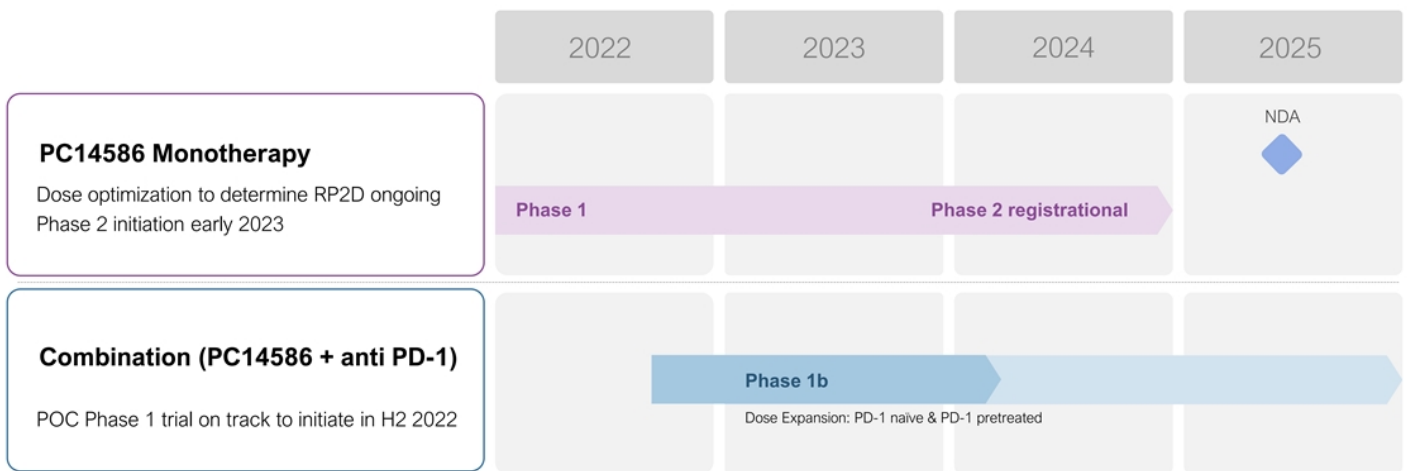 2022
2023
2024
2025
PC14586 Monotherapy
Dose optimization to determine RP2D ongoing
Phase 2 initiation early 2023
Phase 1
Phase 2 registrational
NDA
Combination (PC14586 + anti PD-1)
POC Phase 1 trial on track to initiate in H2 2022
Phase 1b
Dose Expansion: PD-1 naïve & PD-1 pretreated